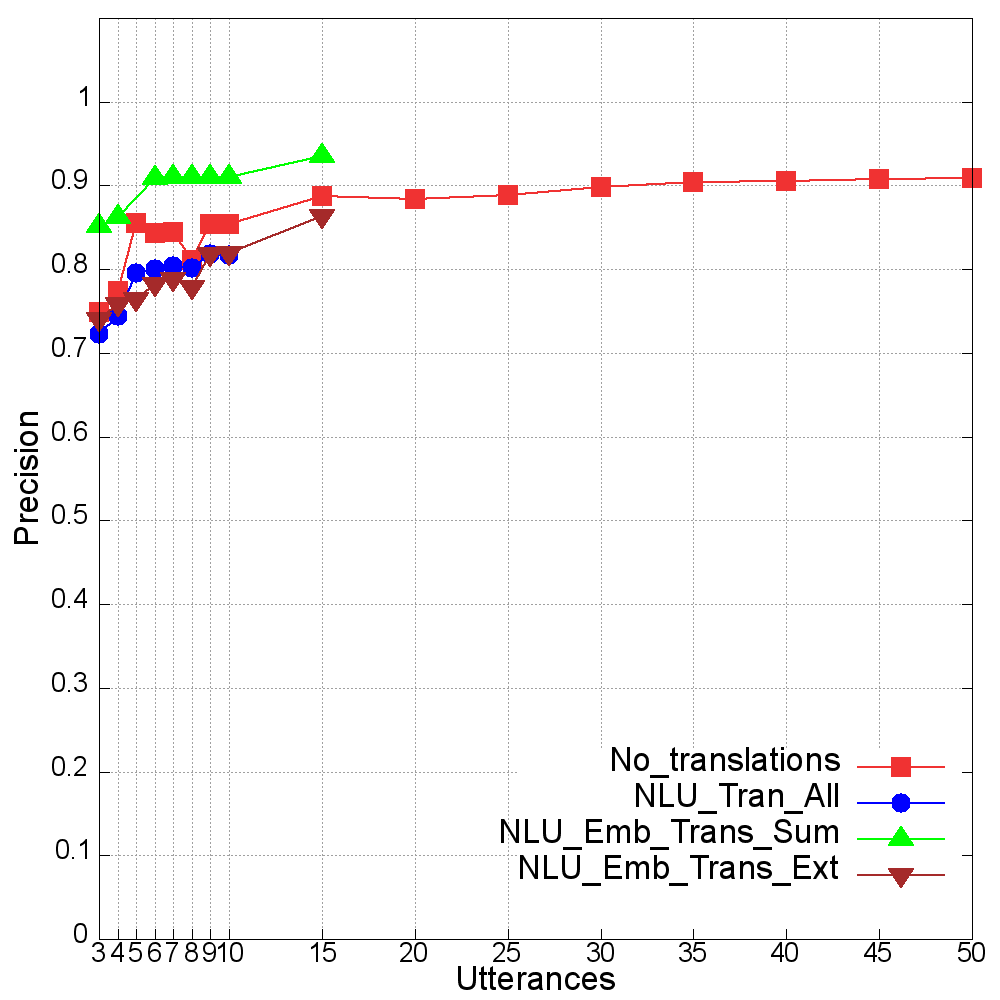 1
0.9
0.8
0.7
0.6
0.5
0.4
0.3
0.2
0.1
0
Precision
No_translations
NLU_Tran_All
NLU_Emb_Trans_Sum
NLU_Emb_Trans_Ext
3 4 5 6 7 8 9 10 15 20 25 30 35 40 45 50
Utterances